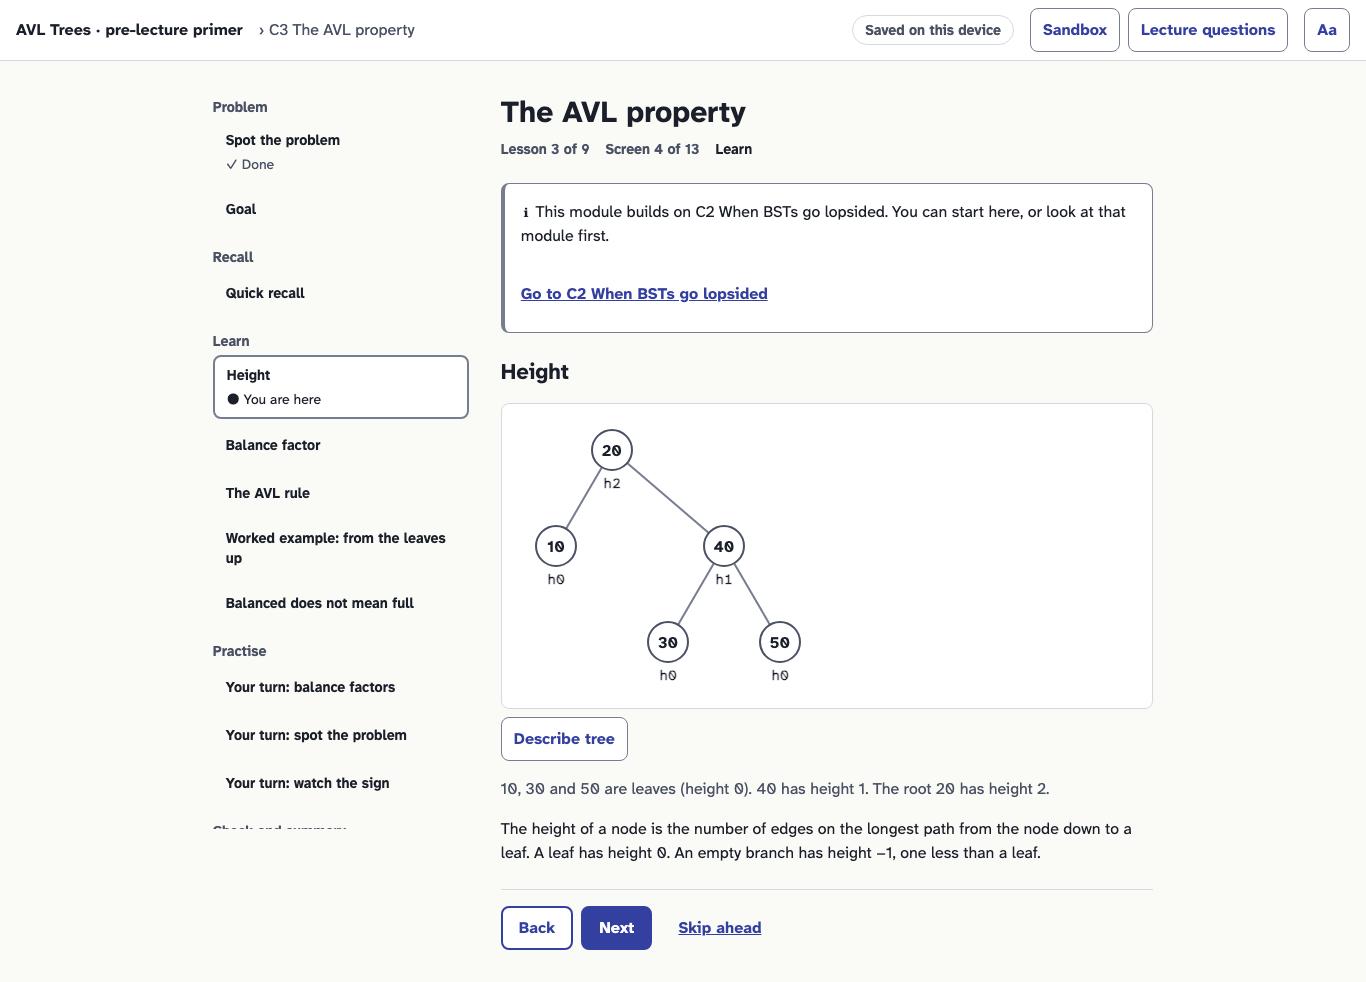 AVL Trees · pre-lecture primer › C3 The AVL property
Saved on this device
Sandbox
Lecture questions
Aa
Problem
Spot the problem
✓ Done
Goal
Recall
Quick recall
Learn
Height
● You are here
Balance factor
The AVL rule
Worked example: from the leaves
up
Balanced does not mean full
Practise
Your turn: balance factors
Your turn: spot the problem
Your turn: watch the sign
Check and summary
The AVL property
Lesson 3 of 9 Screen 4 of 13 Learn
ℹ This module builds on C2 When BSTs go lopsided. You can start here, or look at that
module first.
Go to C2 When BSTs go lopsided
Height
20
h2
10
h0
40
h1
30
h0
50
h0
Describe tree
10, 30 and 50 are leaves (height 0). 40 has height 1. The root 20 has height 2.
The height of a node is the number of edges on the longest path from the node down to a
leaf. A leaf has height 0. An empty branch has height −1, one less than a leaf.
Back
Next
Skip ahead